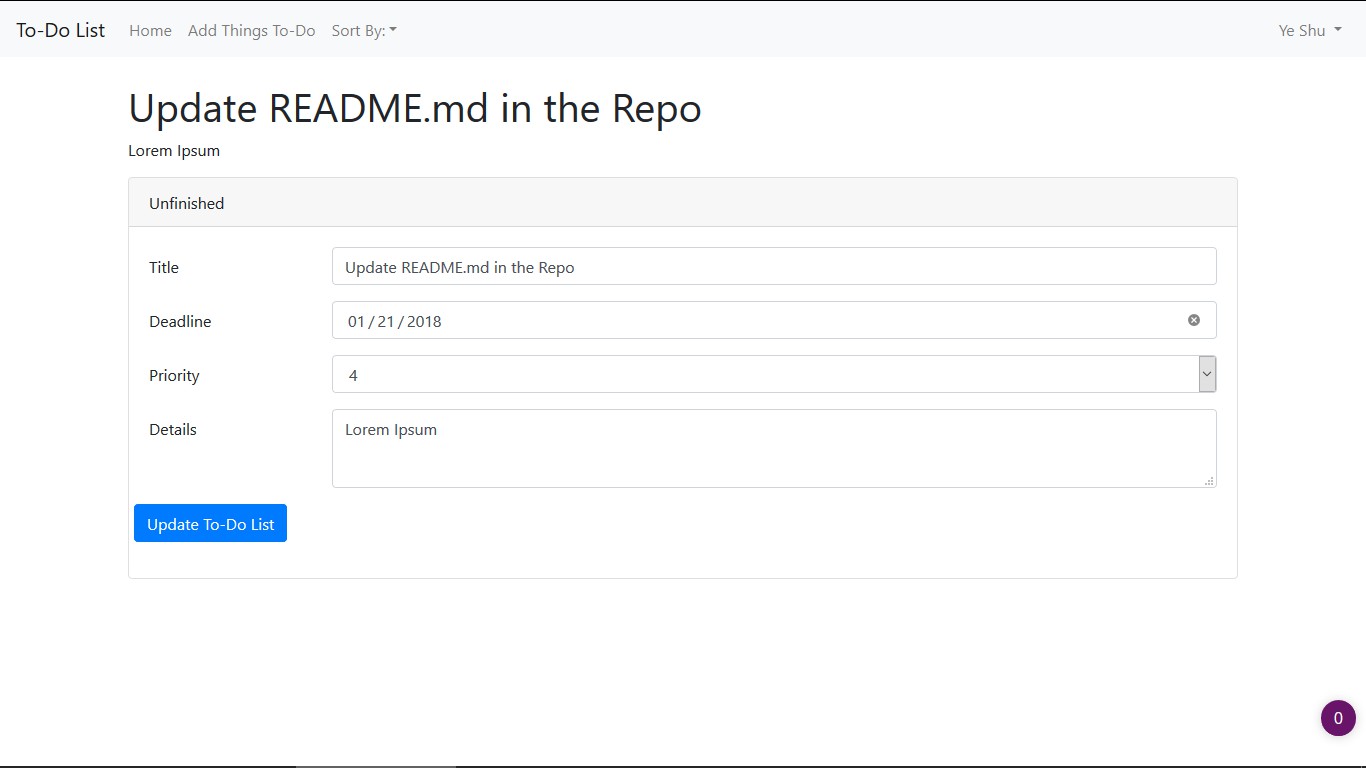 To-Do List Home Add Things To-Do Sort By: Ye Shu
Update README.md in the Repo
Lorem Ipsum
Unfinished
Title Update README.md in the Repo
Deadline 01 / 21 / 2018
Priority 4
Details Lorem Ipsum
Update To-Do List
0